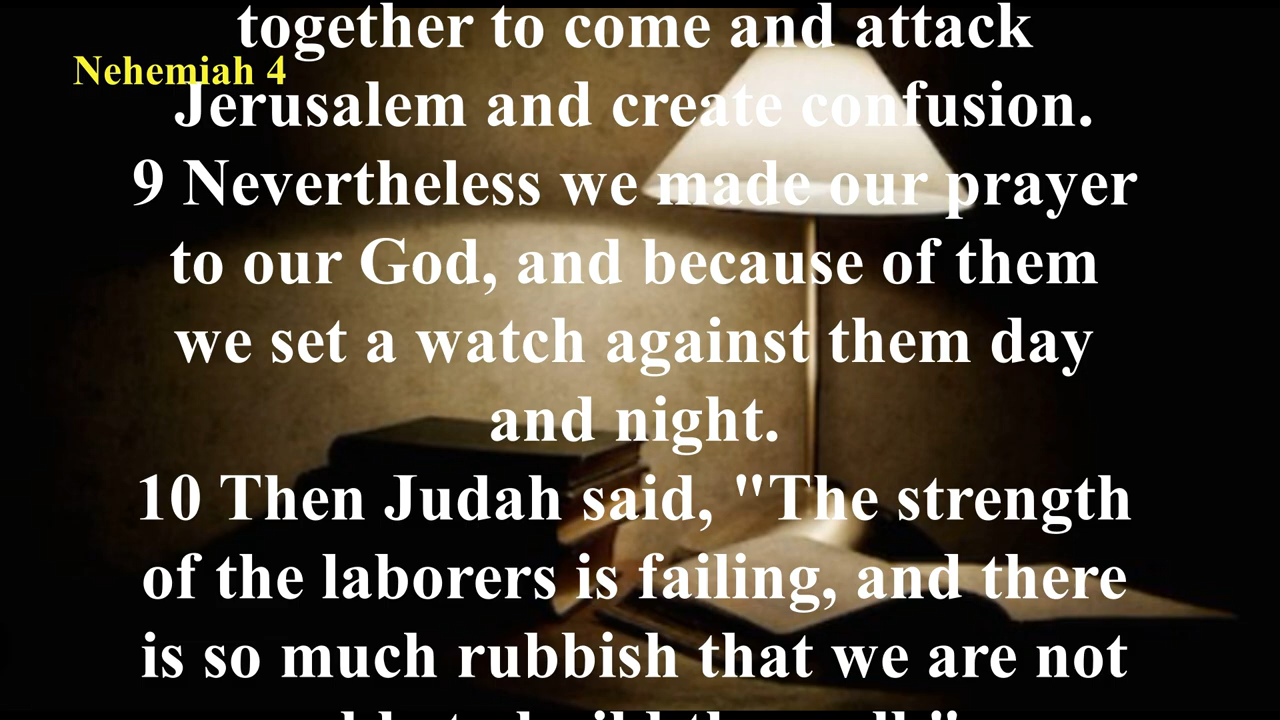 together to come and attack
Nehemiah 4
Jerusalem and create confusion.
9 Nevertheless we made our prayer
to our God, and because of them
we set a watch against them day
and night.
10 Then Judah said, "The strength
of the laborers is failing, and there
is so much rubbish that we are not